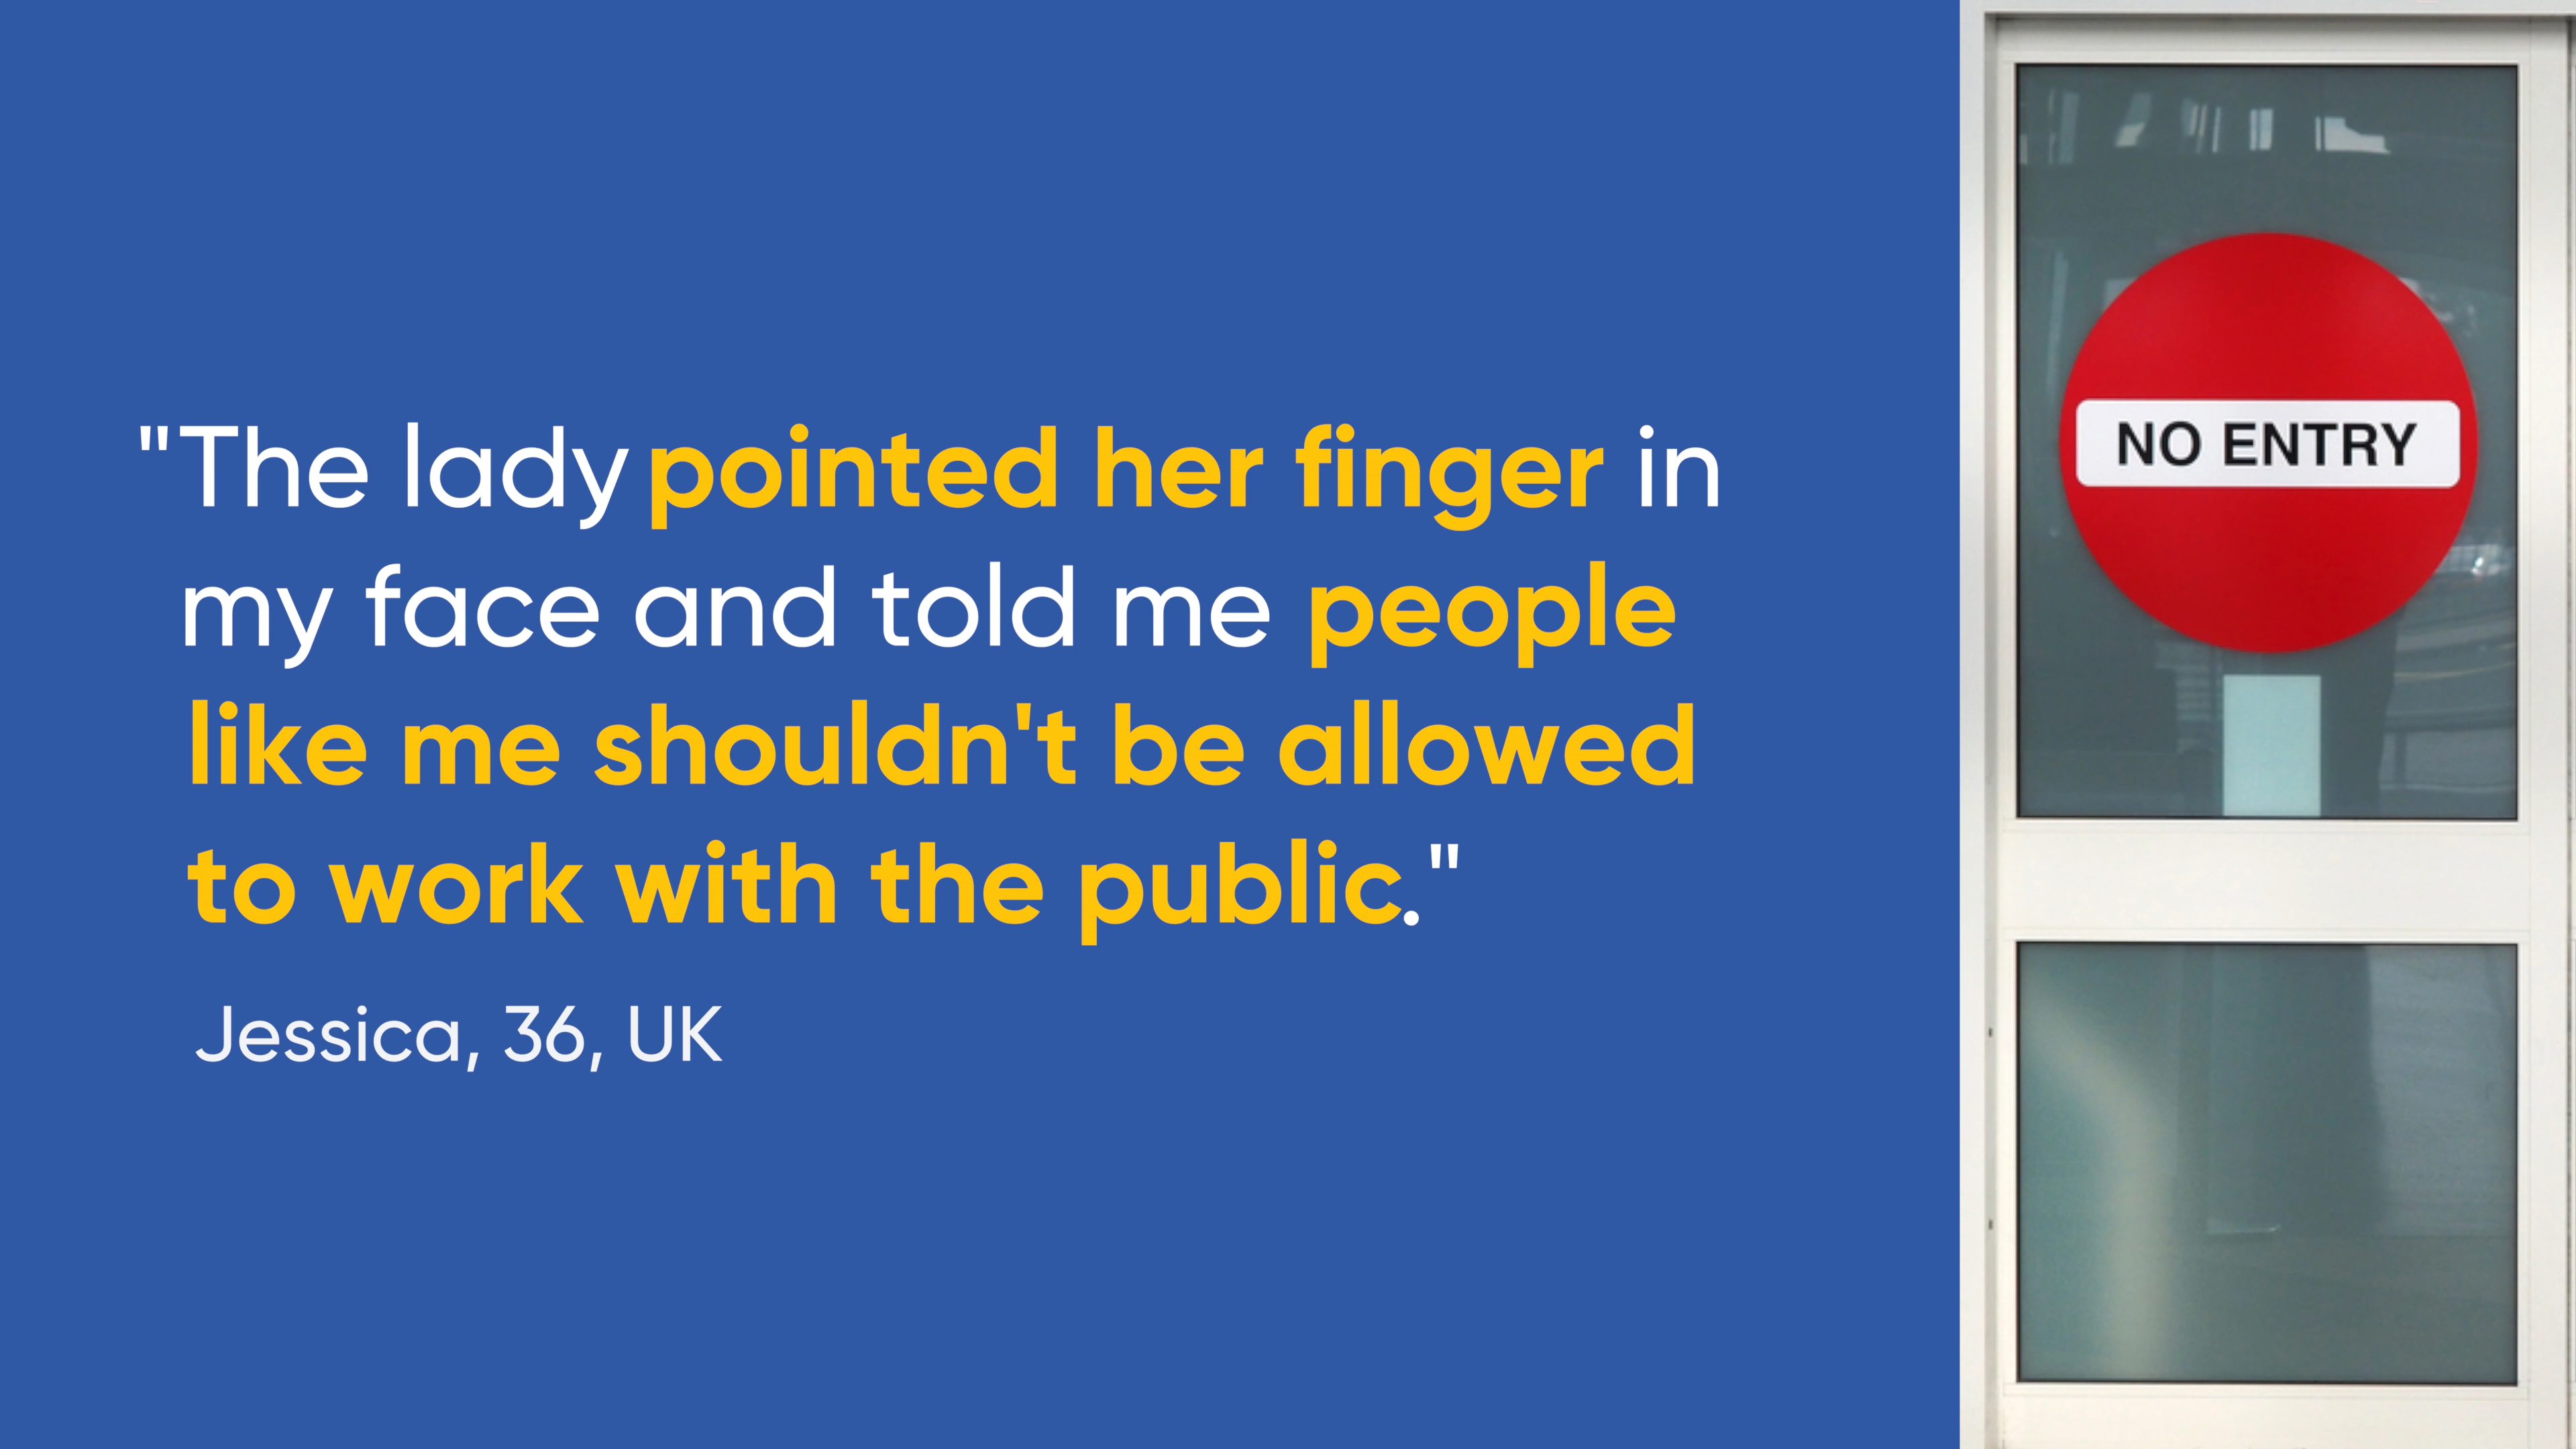 "The lady pointed her finger in
my face and told me people
like me shouldn't be allowed
to work with the public."
Jessica, 36, UK
NO ENTRY